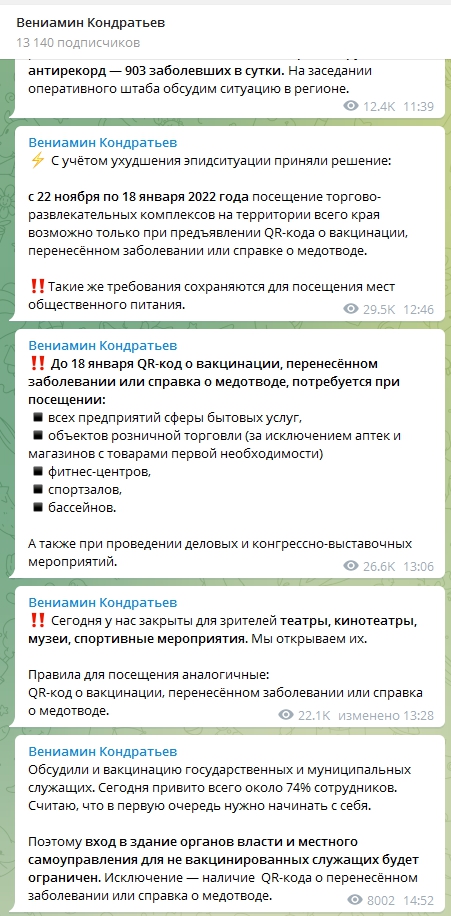 Вениамин Кондратьев
13 140 подписчиков
антирекорд — 903 заболевших в сутки. На заседании
оперативного штаба обсудим ситуацию в регионе.
12.4K 11:39
Вениамин Кондратьев
⚡ С учётом ухудшения эпидситуации приняли решение:
с 22 ноября по 18 января 2022 года посещение торгово-
развлекательных комплексов на территории всего края
возможно только при предъявлении QR-кода о вакцинации,
перенесённом заболевании или справке о медотводе.
‼️Такие же требования сохраняются для посещения мест
общественного питания.
29.5K 12:46
Вениамин Кондратьев
‼️ До 18 января QR-код о вакцинации, перенесённом
заболевании или справка о медотводе, потребуется при
посещении:
◾ всех предприятий сферы бытовых услуг,
◾ объектов розничной торговли (за исключением аптек и
магазинов с товарами первой необходимости)
◾ фитнес-центров,
◾ спортзалов,
◾ бассейнов.
А также при проведении деловых и конгрессно-выставочных
мероприятий.
26.6K 13:06
Вениамин Кондратьев
‼️ Сегодня у нас закрыты для зрителей театры, кинотеатры,
музеи, спортивные мероприятия. Мы открываем их.
Правила для посещения аналогичные:
QR-код о вакцинации, перенесённом заболевании или справка
о медотводе.
22.1K изменено 13:28
Вениамин Кондратьев
Обсудили и вакцинацию государственных и муниципальных
служащих. Сегодня привито всего около 74% сотрудников.
Считаю, что в первую очередь нужно начинать с себя.
Поэтому вход в здание органов власти и местного
самоуправления для не вакцинированных служащих будет
ограничен. Исключение — наличие QR-кода о перенесённом
заболевании или справка о медотводе.
8002 14:52